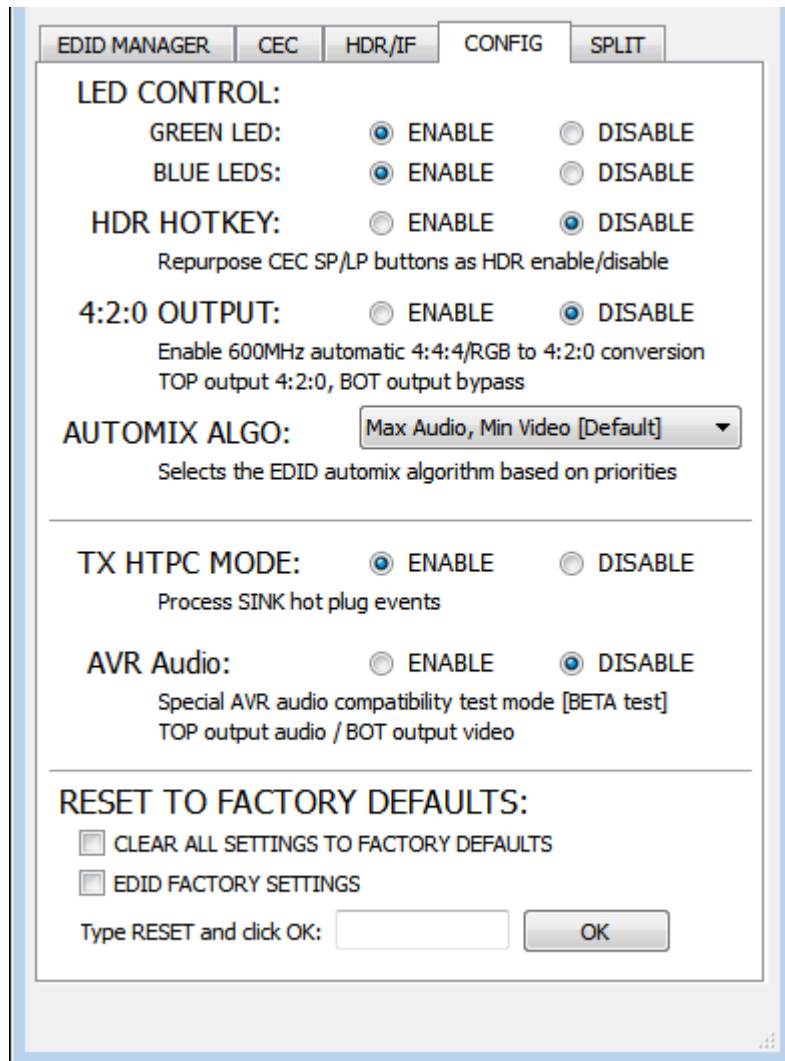 EDID MANAGER CEC HDR/IF CONFIG SPLIT
LED CONTROL:
GREEN LED: ENABLE DISABLE
BLUE LEDS: ENABLE DISABLE
HDR HOTKEY: ENABLE DISABLE
Repurpose CEC SP/LP buttons as HDR enable/disable
4:2:0 OUTPUT: ENABLE DISABLE
Enable 600MHz automatic 4:4:4/RGB to 4:2:0 conversion
TOP output 4:2:0, BOT output bypass
AUTOMIX ALGO: Max Audio, Min Video [Default]
Selects the EDID automix algorithm based on priorities
TX HTPC MODE: ENABLE DISABLE
Process SINK hot plug events
AVR Audio: ENABLE DISABLE
Special AVR audio compatibility test mode [BETA test]
TOP output audio / BOT output video
RESET TO FACTORY DEFAULTS:
CLEAR ALL SETTINGS TO FACTORY DEFAULTS
EDID FACTORY SETTINGS
Type RESET and click OK: OK